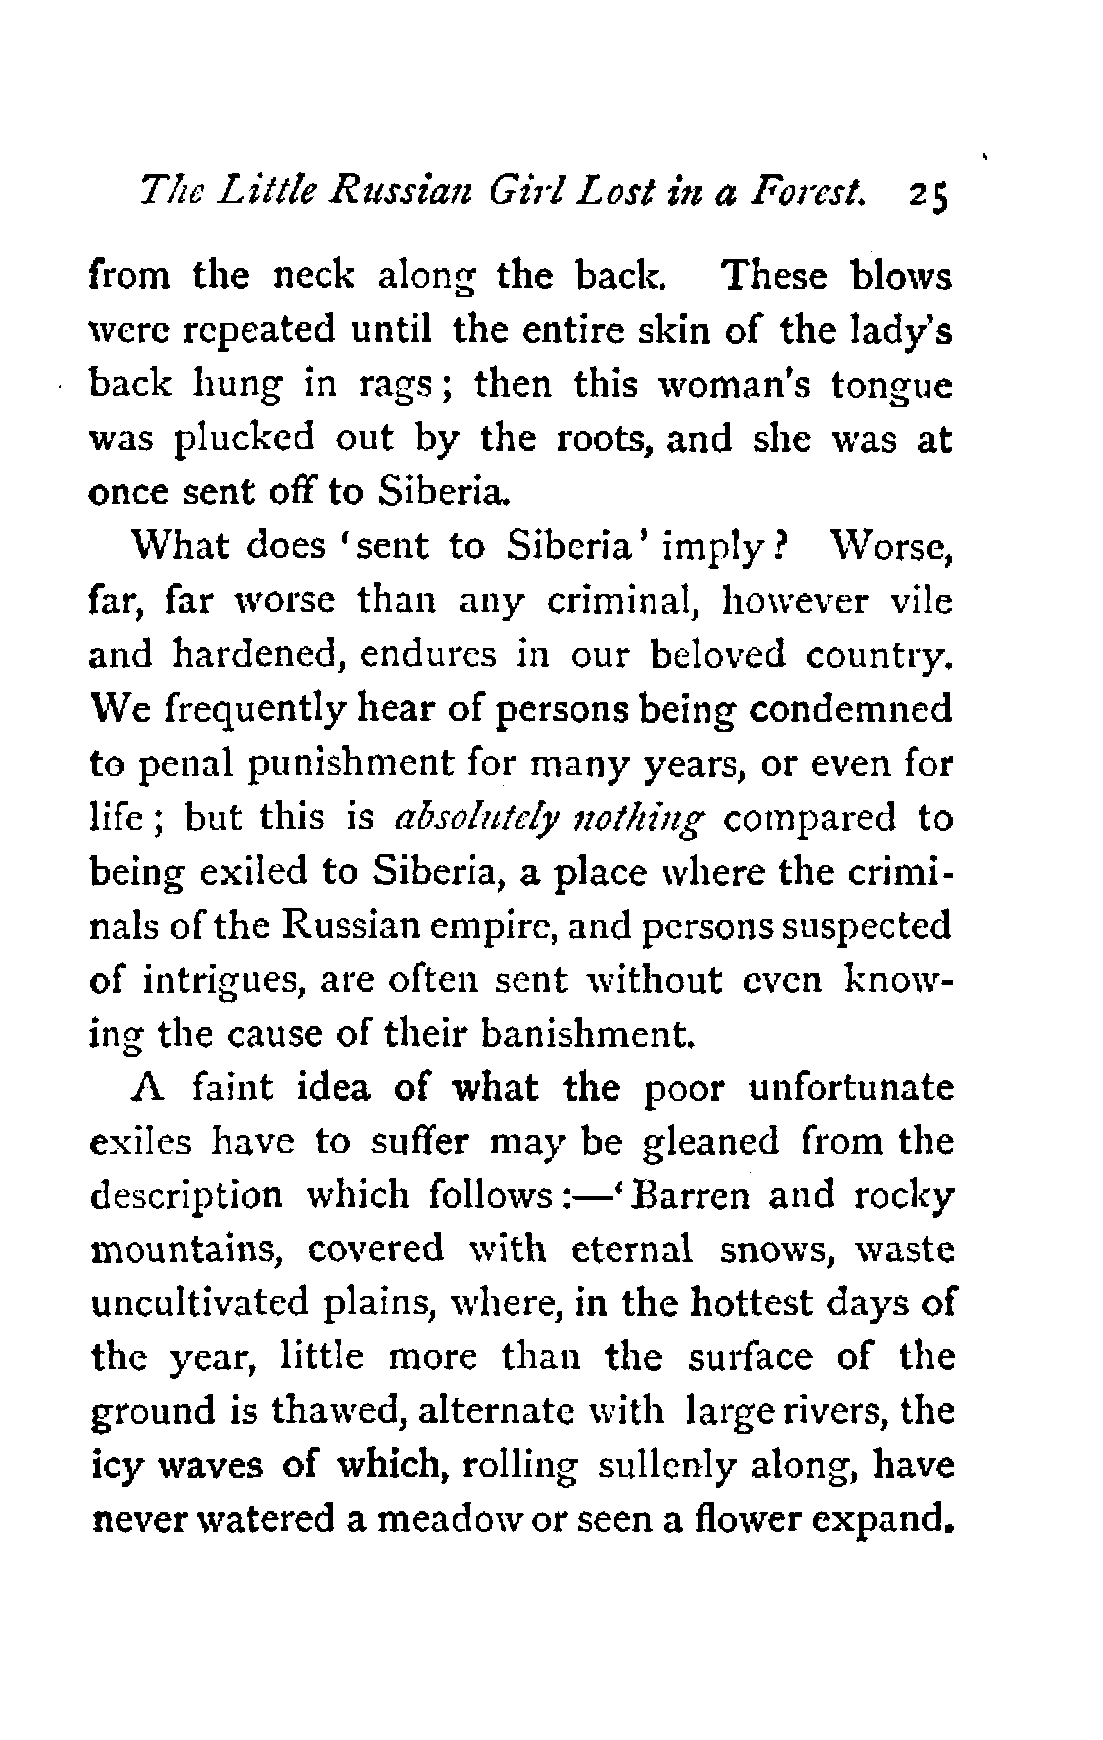 The Little Russian Girl Lost in a Forest. 25
from the neck along the back. These blows
were repeated until the entire skin of the lady's
back hung in rags; then this woman's tongue
was plucked out by the roots, and she was at
once sent off to Siberia.
What does 'sent to Siberia' imply? Worse,
far, far worse than any criminal, however vile
and hardened, endures in our beloved country.
We frequently hear of persons being condemned
to penal punishment for many years, or even for
life; but this is absolutely nothing compared to
being exiled to Siberia, a place where the crimi-
nals of the Russian empire, and persons suspected
of intrigues, are often sent without even know-
ing the cause of their banishment.
A faint idea of what the poor unfortunate
exiles have to suffer may be gleaned from the
description which follows:—'Barren and rocky
mountains, covered with eternal snows, waste
uncultivated plains, where, in the hottest days of
the year, little more than the surface of the
ground is thawed, alternate with large rivers, the
icy waves of which, rolling sullenly along, have
never watered a meadow or seen a flower expand.